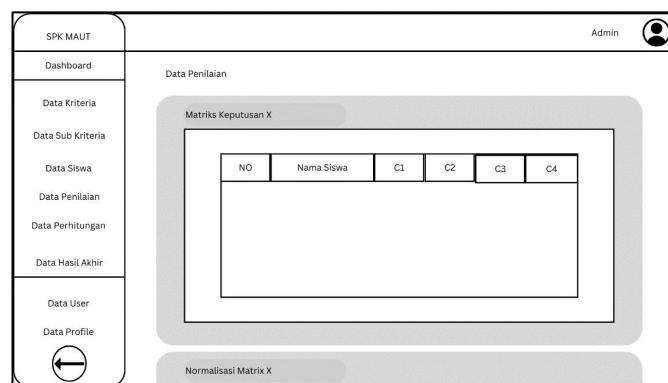 SPK MAUT
Admin
Dashboard
Data Kriteria
Data Sub Kriteria
Data Siswa
Data Penilaian
Data Perhitungan
Data Hasil Akhir
Data User
Data Profile
Data Penilaian
Matriks Keputusan X
NO Nama Siswa C1 C2 C3 C4
Normalisasi Matrix X